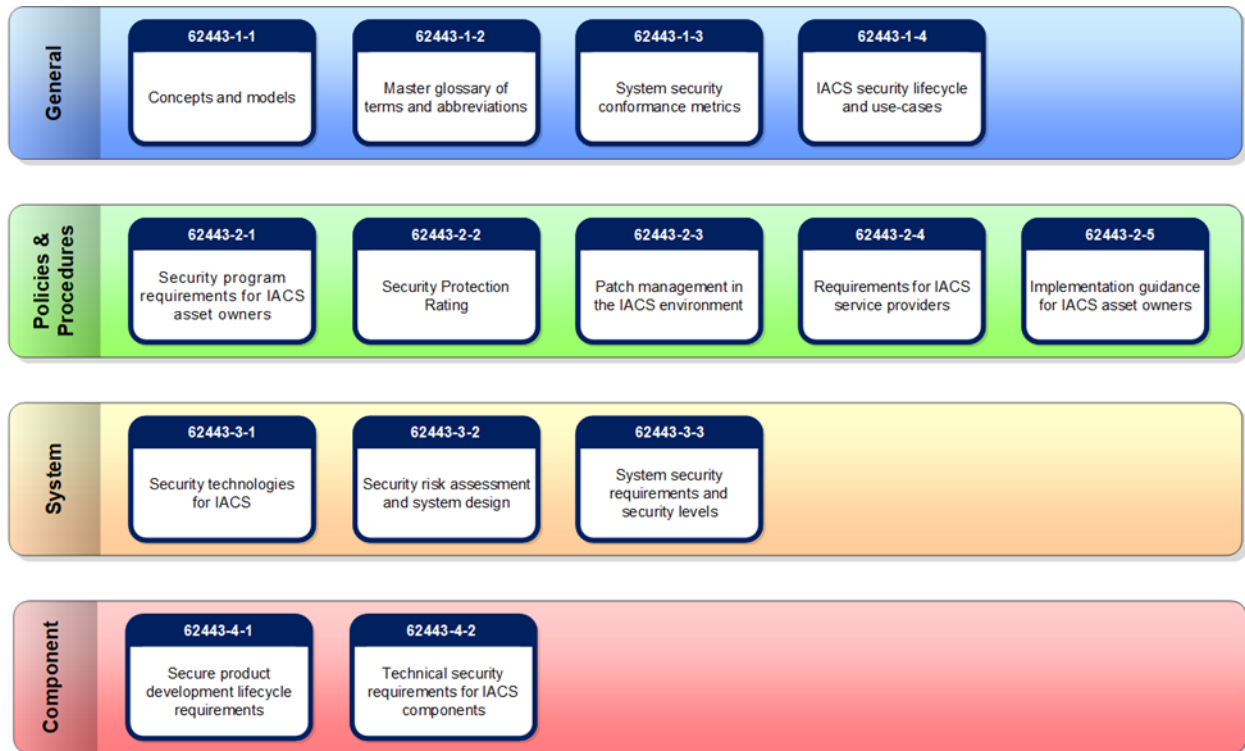 General
62443-1-1
Concepts and models
62443-1-2
Master glossary of
terms and abbreviations
62443-1-3
System security
conformance metrics
62443-1-4
IACS security lifecycle
and use-cases
Policies &
Procedures
62443-2-1
Security program
requirements for IACS
asset owners
62443-2-2
Security Protection
Rating
62443-2-3
Patch management in
the IACS environment
62443-2-4
Requirements for IACS
service providers
62443-2-5
Implementation guidance
for IACS asset owners
System
62443-3-1
Security technologies
for IACS
62443-3-2
Security risk assessment
and system design
62443-3-3
System security
requirements and
security levels
Component
62443-4-1
Secure product
development lifecycle
requirements
62443-4-2
Technical security
requirements for IACS
components